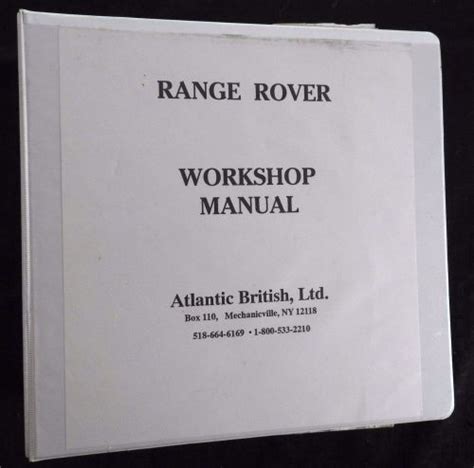 RANGE ROVER
WORKSHOP
MANUAL
Atlantic British, Ltd.
Box 110, Mechanicville, NY 12118
518-664-6169 • 1-800-533-2210